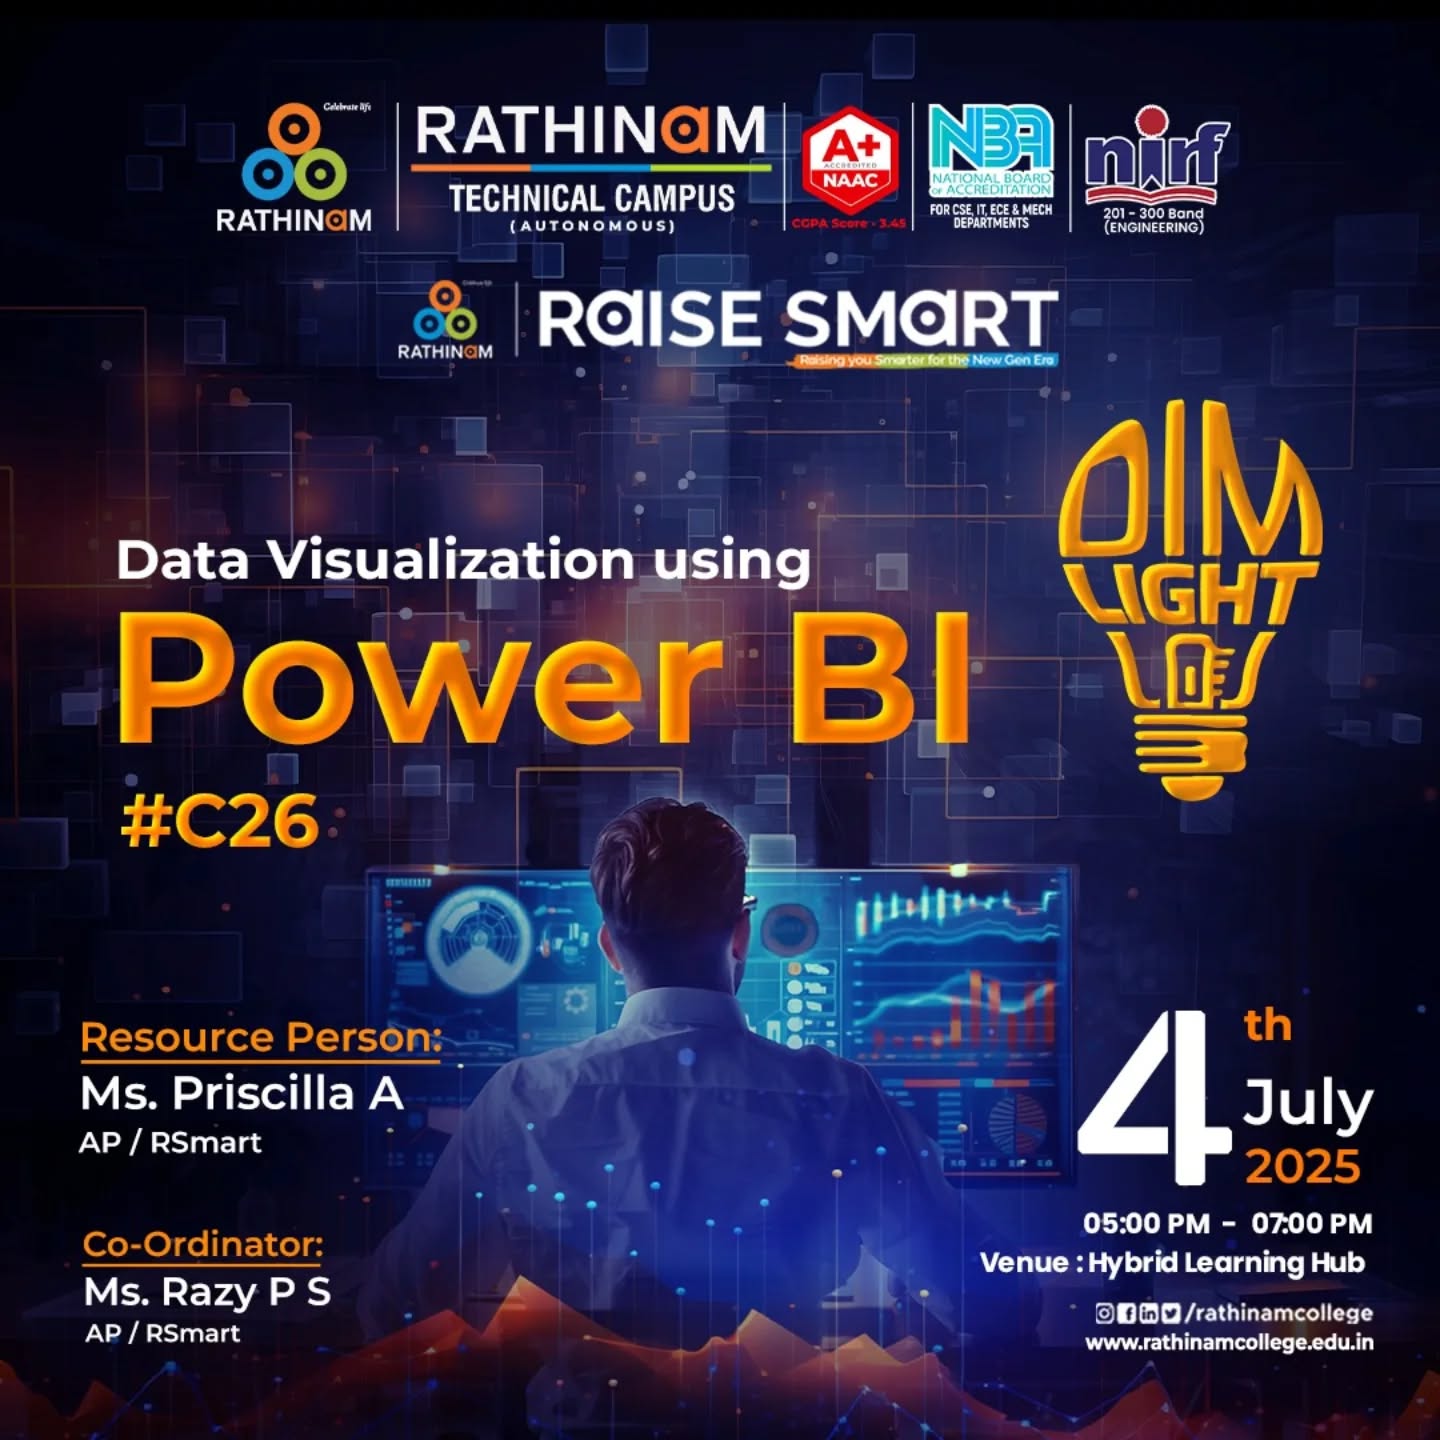 Celebrate life
RATHINAM
RATHINAM
TECHNICAL CAMPUS
(AUTONOMOUS)
A+
ACCREDITED
NAAC
CGPA Score - 3.45
NBA
NATIONAL BOARD
OF ACCREDITATION
FOR CSE, IT, ECE & MECH
DEPARTMENTS
nirf
201 - 300 Band
(ENGINEERING)
RATHINAM
RAISE SMART
Raising you Smarter for the New Gen Era
DIM
LIGHT
Data Visualization using
Power BI
#C26
Resource Person:
Ms. Priscilla A
AP / RSmart
Co-Ordinator:
Ms. Razy P S
AP / RSmart
4th
July
2025
05:00 PM - 07:00 PM
Venue : Hybrid Learning Hub
/rathinamcollege
www.rathinamcollege.edu.in